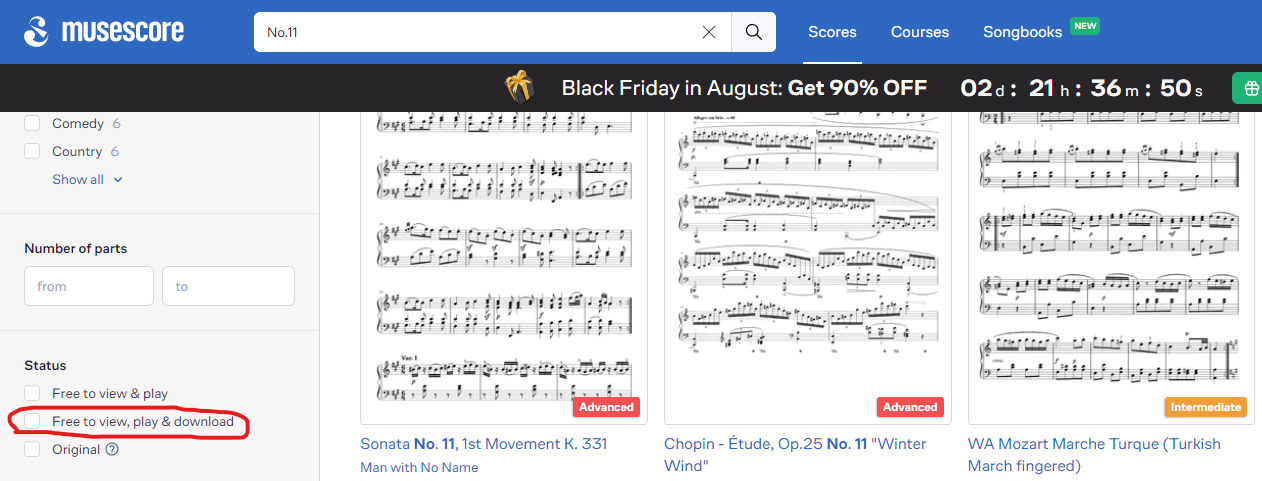 musescore
No.11
Scores
Courses
Songbooks NEW
Black Friday in August: Get 90% OFF 02 d : 21 h : 36 m : 50 s
Comedy 6
Country 6
Show all
Number of parts
from
to
Status
Free to view & play
Free to view, play & download
Original ?
Var. I
Advanced
Sonata No. 11, 1st Movement K. 331
Man with No Name
Advanced
Chopin - Étude, Op.25 No. 11 "Winter
Wind"
Intermediate
WA Mozart Marche Turque (Turkish
March fingered)